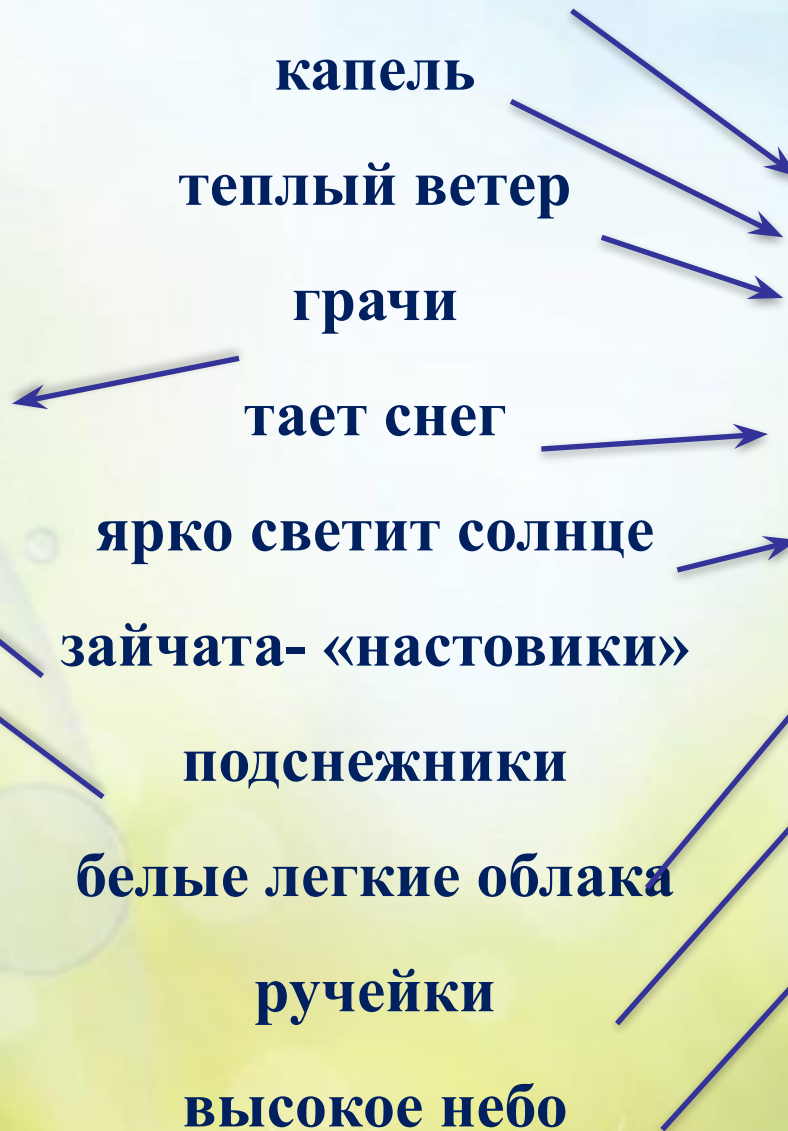 капель
теплый ветер
грачи
тает снег
ярко светит солнце
зайчата- «настовики»
подснежники
белые легкие облака
ручейки
высокое небо